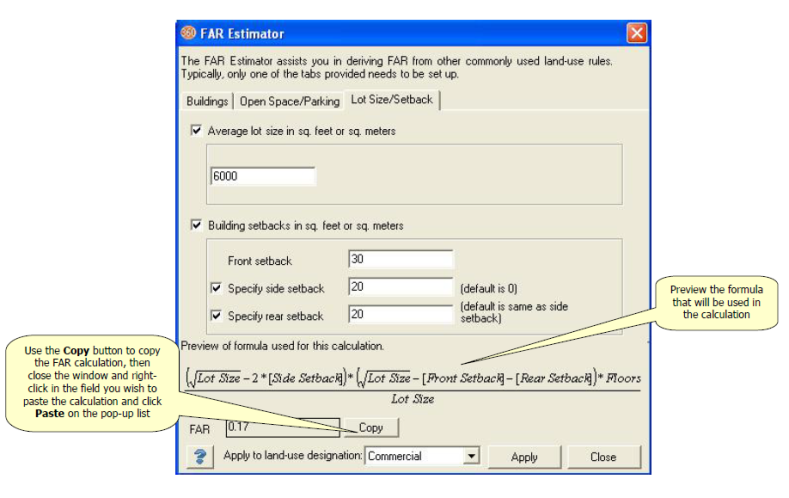 FAR Estimator
The FAR Estimator assists you in deriving FAR from other commonly used land-use rules.
Typically, only one of the tabs provided needs to be set up.
Buildings Open Space/Parking Lot Size/Setback
Average lot size in sq. feet or sq. meters
6000
Building setbacks in sq. feet or sq. meters
Front setback 30
Specify side setback 20 (default is 0)
Specify rear setback 20 (default is same as side
setback)
Preview the formula
that will be used in
the calculation
Preview of formula used for this calculation.
(√Lot Size − 2 * [Side Setback])* (√Lot Size − [Front Setback] − [Rear Setback])* Floors
Lot Size
FAR 0.17 Copy
Use the Copy button to copy
the FAR calculation, then
close the window and right-
click in the field you wish to
paste the calculation and click
Paste on the pop-up list
? Apply to land-use designation: Commercial Apply Close